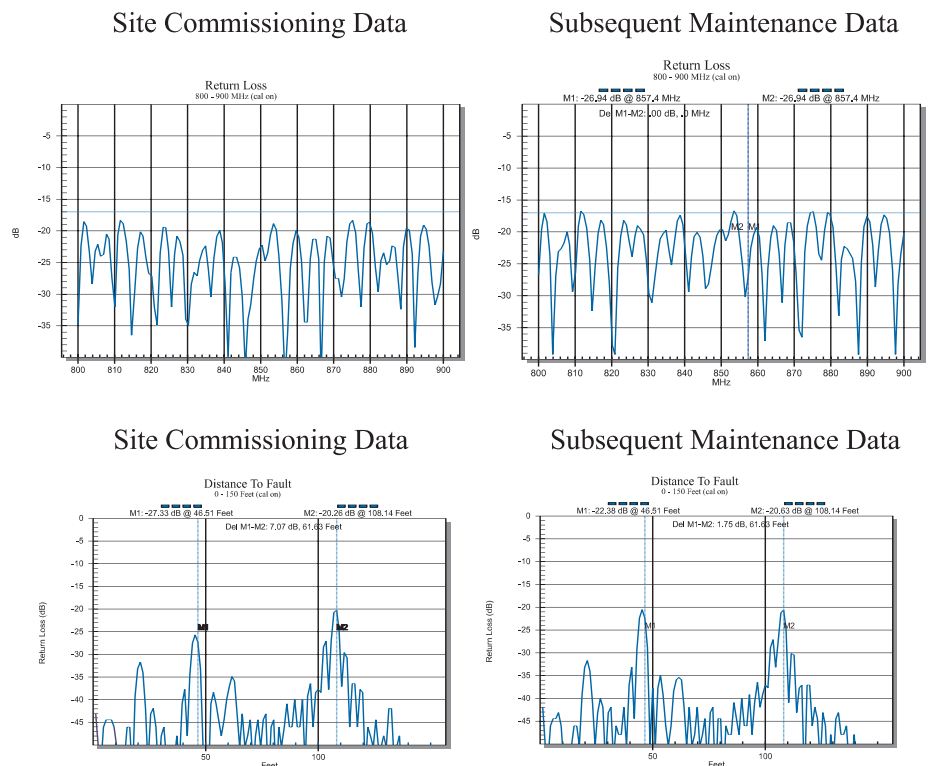 Site Commissioning Data
Return Loss
800 - 900 MHz (cal on)
-5
-10
-15
-20
-25
-30
-35
dB
800 810 820 830 840 850 860 870 880 890 900
MHz
Subsequent Maintenance Data
Return Loss
800 - 900 MHz (cal on)
M1: -26.94 dB @ 857.4 MHz
M2: -26.94 dB @ 857.4 MHz
Del M1-M2: .00 dB, .0 MHz
-5
-10
-15
-20
-25
-30
-35
dB
M2
800 810 820 830 840 850 860 870 880 890 900
MHz
Site Commissioning Data
Distance To Fault
0 - 150 Feet (cal on)
M1: -27.33 dB @ 46.51 Feet
M2: -20.26 dB @ 108.14 Feet
Del M1-M2: 7.07 dB, 61.63 Feet
0
-5
-10
-15
-20
-25
-30
-35
-40
-45
Return Loss (dB)
M1
M2
50 100
Feet
Subsequent Maintenance Data
Distance To Fault
0 - 150 Feet (cal on)
M1: -22.38 dB @ 46.51 Feet
M2: -20.63 dB @ 108.14 Feet
Del M1-M2: 1.75 dB, 61.63 Feet
0
-5
-10
-15
-20
-25
-30
-35
-40
-45
Return Loss (dB)
M1
M2
50 100
Feet